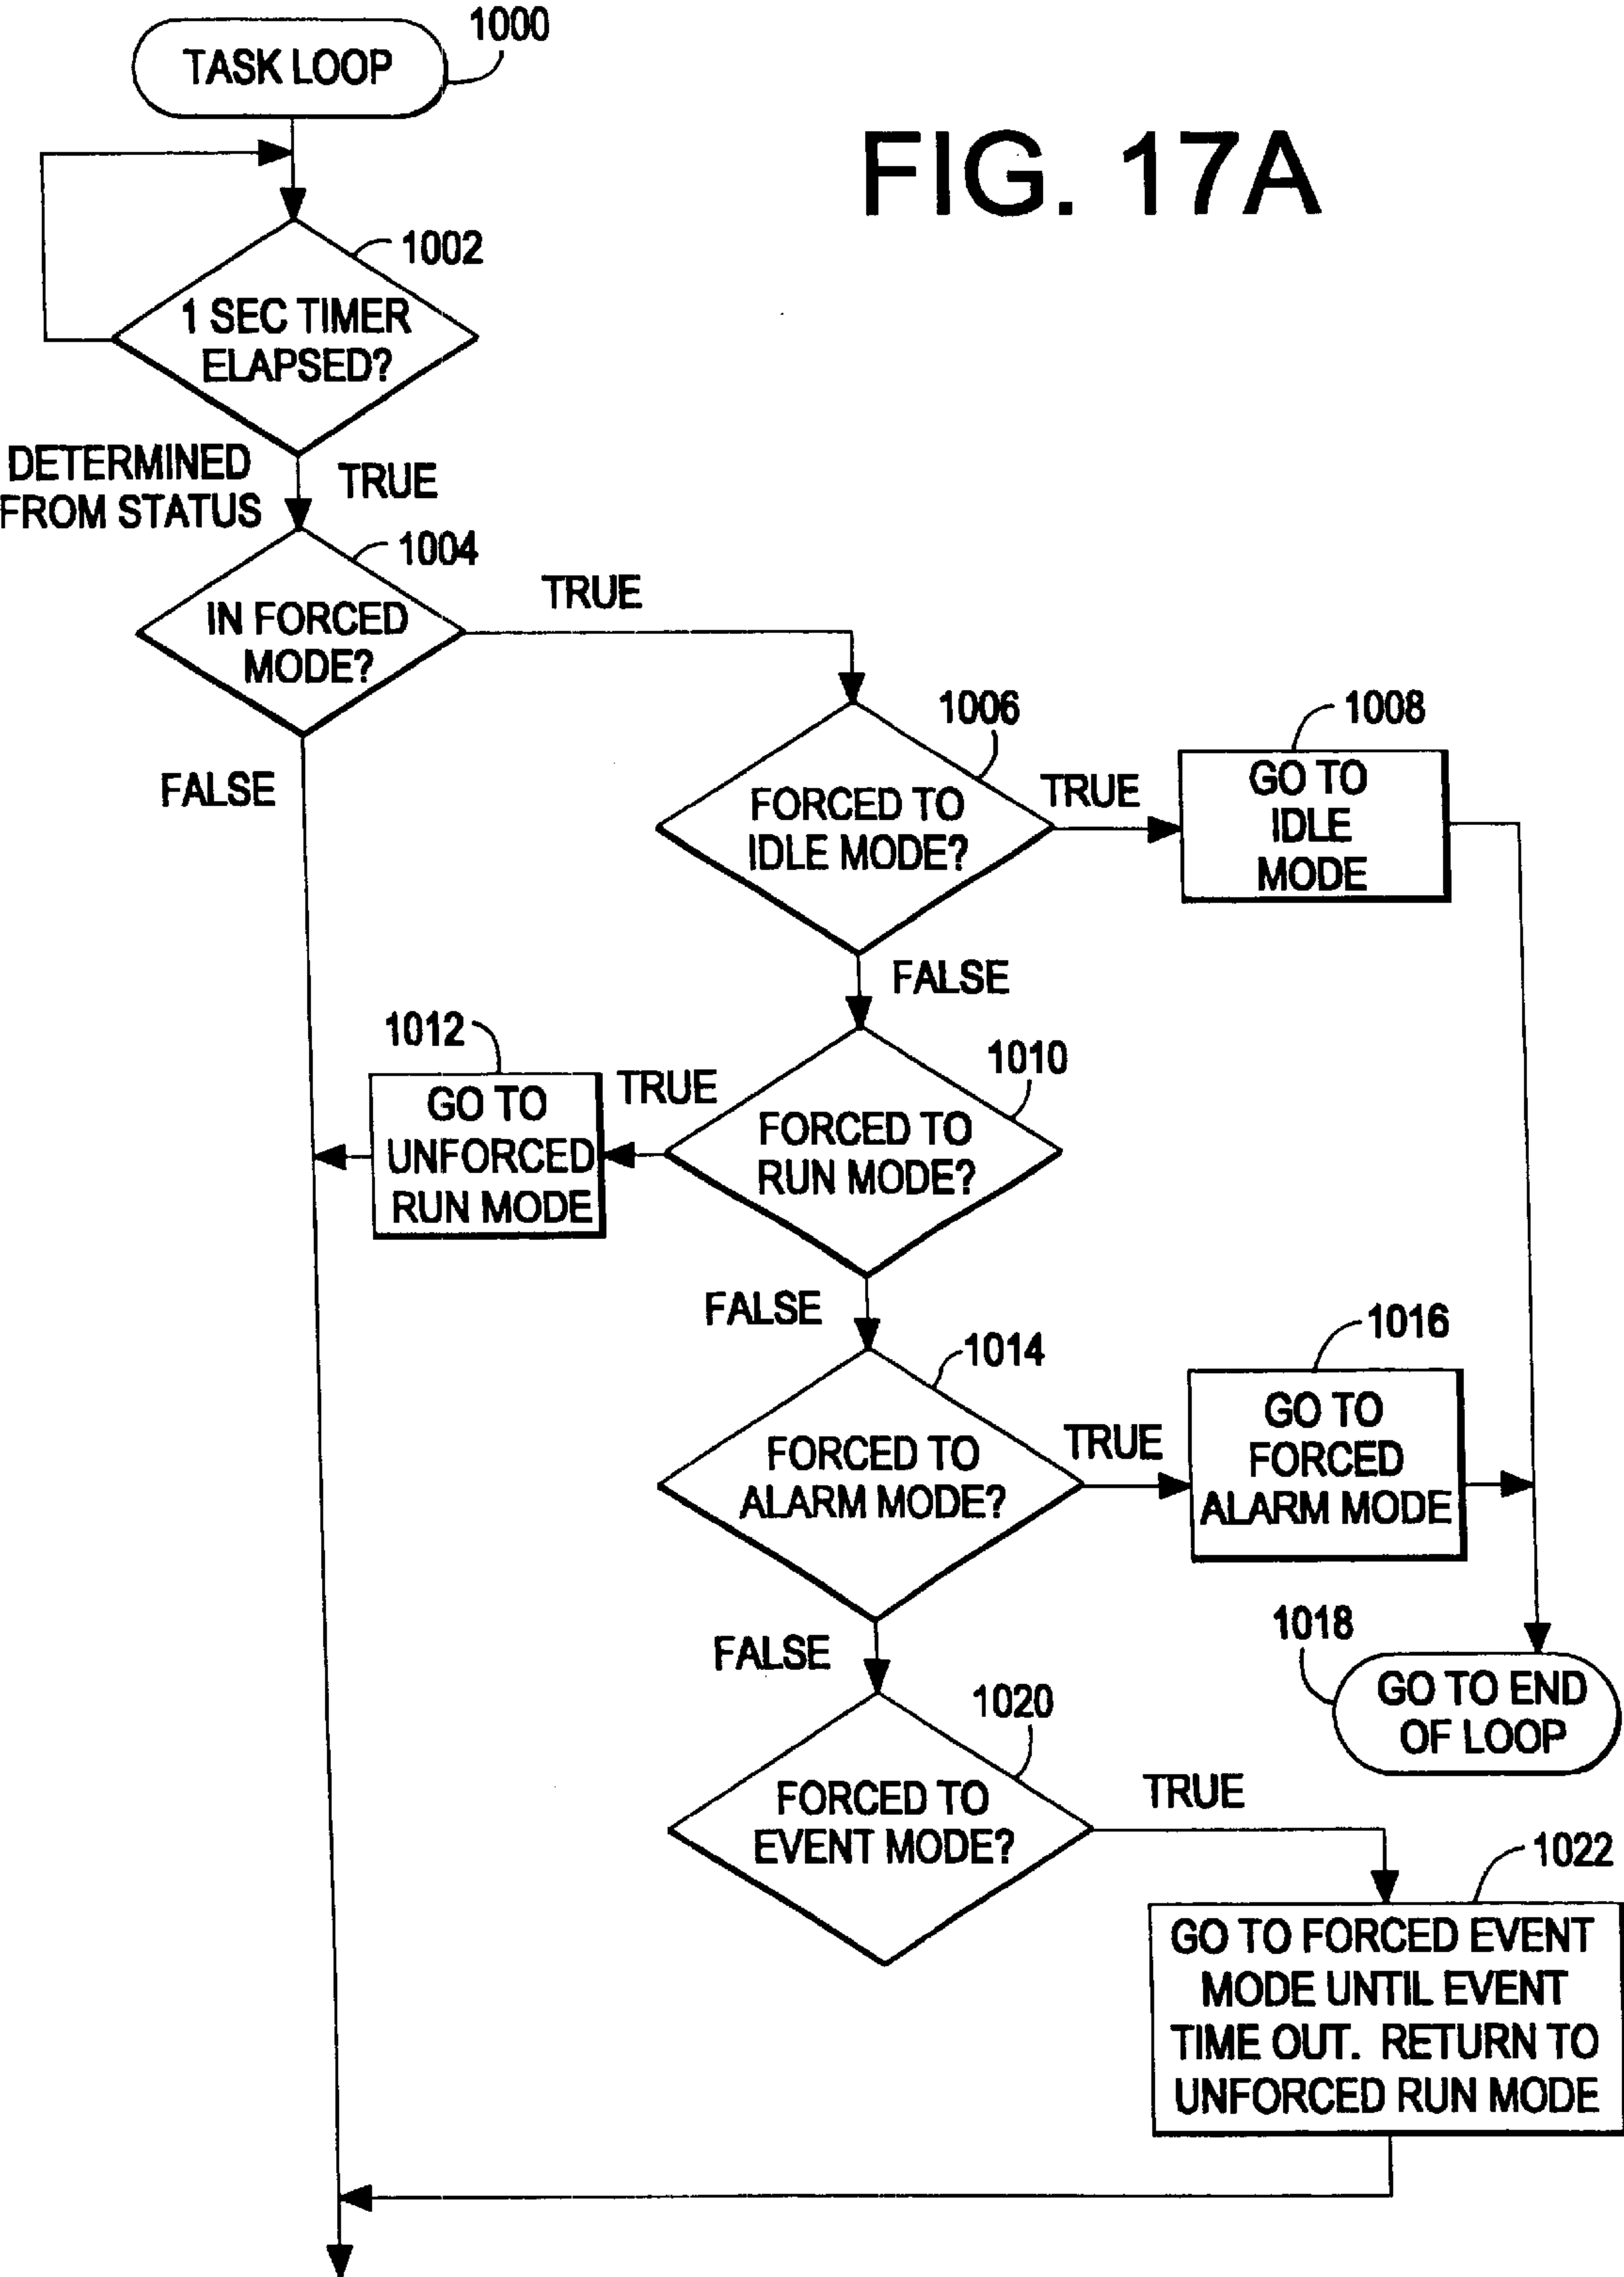 1000
TASK LOOP
FIG. 17A
1002
1 SEC TIMER
ELAPSED?
DETERMINED
FROM STATUS
TRUE
1004
TRUE
IN FORCED
MODE?
1006
1008
FALSE
FORCED TO
IDLE MODE?
TRUE
GO TO
IDLE
MODE
FALSE
1012
1010
TRUE
GO TO
UNFORCED
RUN MODE
FORCED TO
RUN MODE?
FALSE
1016
1014
FORCED TO
ALARM MODE?
TRUE
GO TO
FORCED
ALARM MODE
FALSE
1018
GO TO END
OF LOOP
1020
FORCED TO
EVENT MODE?
TRUE
1022
GO TO FORCED EVENT
MODE UNTIL EVENT
TIME OUT. RETURN TO
UNFORCED RUN MODE